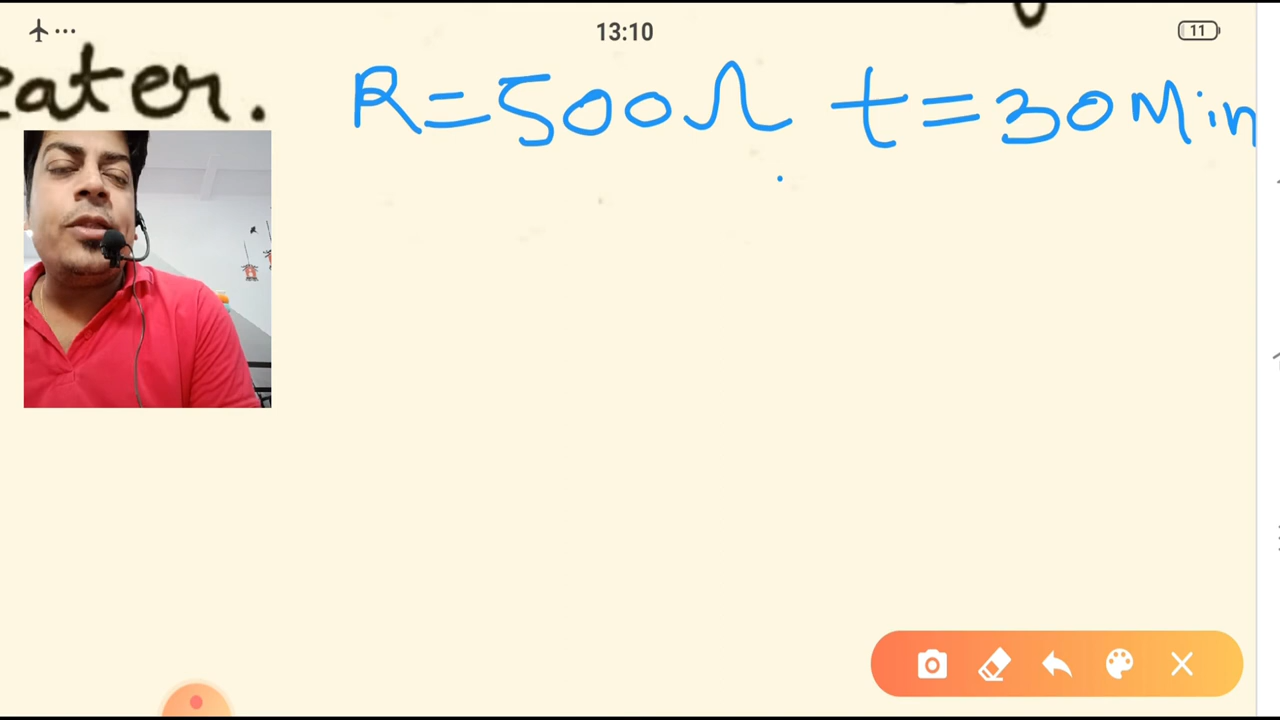 13:10
11
eater.
R=500Ω t=30Min